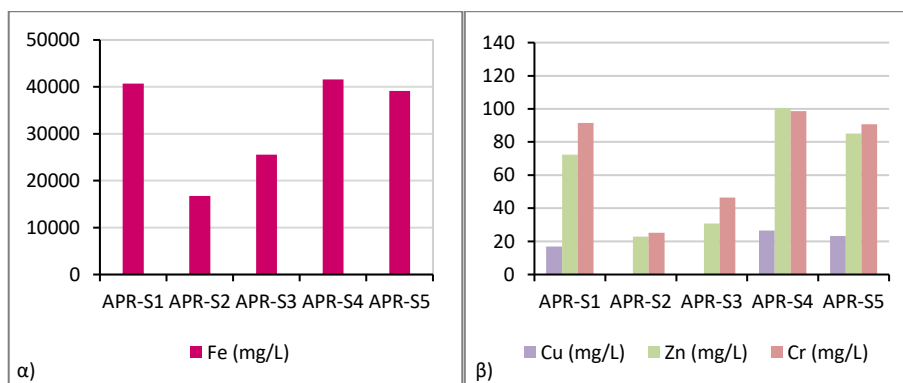 50000
40000
30000
20000
10000
0
APR-S1 APR-S2 APR-S3 APR-S4 APR-S5
Fe (mg/L)
α)
140
120
100
80
60
40
20
0
APR-S1 APR-S2 APR-S3 APR-S4 APR-S5
Cu (mg/L) Zn (mg/L) Cr (mg/L)
β)